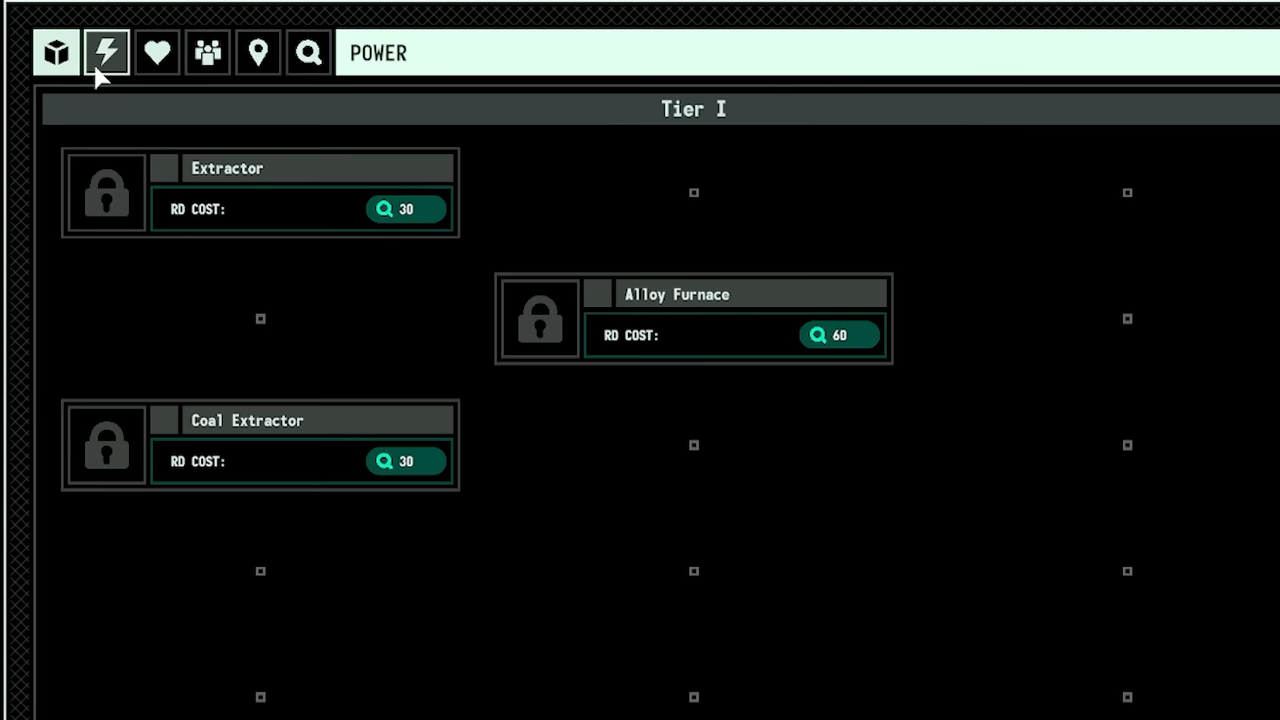 POWER
Tier I
Extractor
RD COST: 30
Alloy Furnace
RD COST: 60
Coal Extractor
RD COST: 30